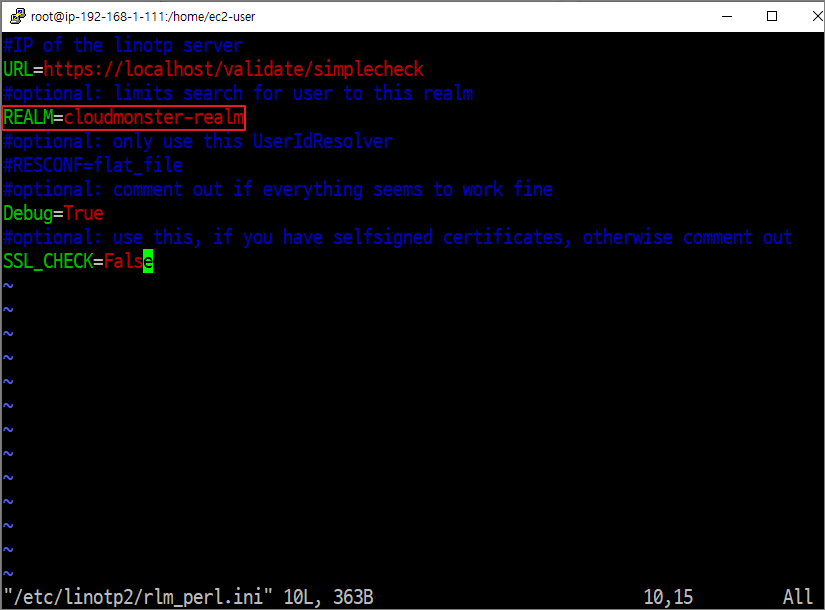 root@ip-192-168-1-111:/home/ec2-user
#IP of the linotp server
URL=https://localhost/validate/simplecheck
#optional: limits search for user to this realm
REALM=cloudmonster-realm
#optional: only use this UserIdResolver
#RESCONF=flat_file
#optional: comment out if everything seems to work fine
Debug=True
#optional: use this, if you have selfsigned certificates, otherwise comment out
SSL_CHECK=False
~
~
~
~
~
~
~
~
~
~
~
~
~
"/etc/linotp2/rlm_perl.ini" 10L, 363B 10,15 All